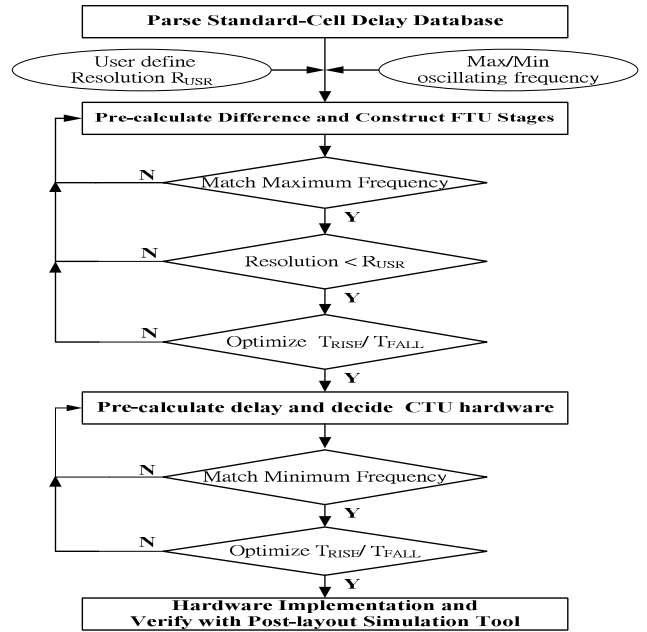 Parse Standard-Cell Delay Database
User define
Resolution RUSR
Max/Min
oscillating frequency
Pre-calculate Difference and Construct FTU Stages
N
Match Maximum Frequency
Y
N
Resolution < RUSR
Y
N
Optimize TRISE/ TFALL
Y
Pre-calculate delay and decide CTU hardware
N
Match Minimum Frequency
Y
N
Optimize TRISE/ TFALL
Y
Hardware Implementation and
Verify with Post-layout Simulation Tool